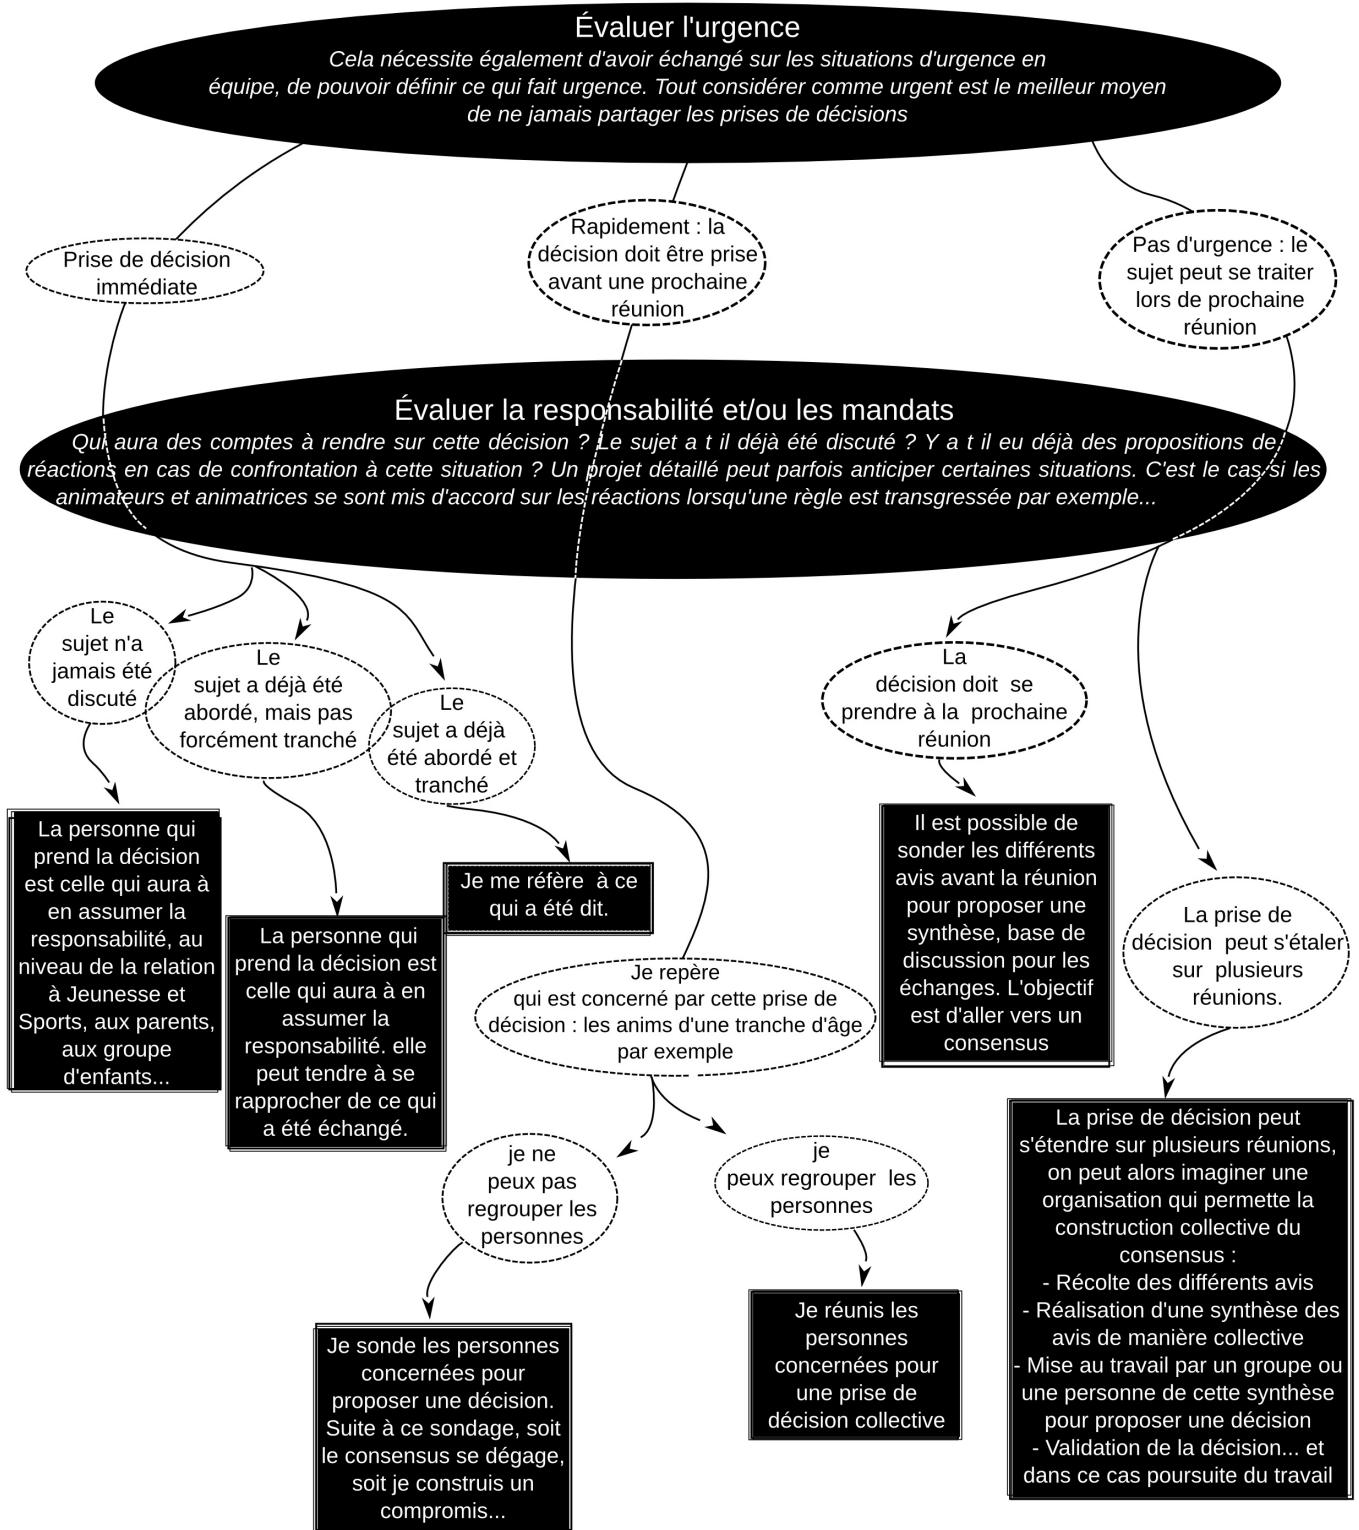 Évaluer l'urgence
Cela nécessite également d'avoir échangé sur les situations d'urgence en
équipe, de pouvoir définir ce qui fait urgence. Tout considérer comme urgent est le meilleur moyen
de ne jamais partager les prises de décisions
Prise de décision
immédiate
Rapidement : la
décision doit être prise
avant une prochaine
réunion
Pas d'urgence : le
sujet peut se traiter
lors de prochaine
réunion
Évaluer la responsabilité et/ou les mandats
Qui aura des comptes à rendre sur cette décision ? Le sujet a t il déjà été discuté ? Y a t il eu déjà des propositions de
réactions en cas de confrontation à cette situation ? Un projet détaillé peut parfois anticiper certaines situations. C'est le cas si les
animateurs et animatrices se sont mis d'accord sur les réactions lorsqu'une règle est transgressée par exemple...
Le
sujet n'a
jamais été
discuté
Le
sujet a déjà été
abordé, mais pas
forcément tranché
Le
sujet a déjà
été abordé et
tranché
La
décision doit se
prendre à la prochaine
réunion
La personne qui
prend la décision
est celle qui aura à
en assumer la
responsabilité, au
niveau de la relation
à Jeunesse et
Sports, aux parents,
aux groupe
d'enfants...
La personne qui
prend la décision est
celle qui aura à en
assumer la
responsabilité. elle
peut tendre à se
rapprocher de ce qui
a été échangé.
Je me réfère à ce
qui a été dit.
Il est possible de
sonder les différents
avis avant la réunion
pour proposer une
synthèse, base de
discussion pour les
échanges. L'objectif
est d'aller vers un
consensus
La prise de
décision peut s'étaler
sur plusieurs
réunions.
Je repère
qui est concerné par cette prise de
décision : les anims d'une tranche d'âge
par exemple
je ne
peux pas
regrouper les
personnes
je
peux regrouper les
personnes
Je sonde les personnes
concernées pour
proposer une décision.
Suite à ce sondage, soit
le consensus se dégage,
soit je construis un
compromis...
Je réunis les
personnes
concernées pour
une prise de
décision collective
La prise de décision peut
s'étendre sur plusieurs réunions,
on peut alors imaginer une
organisation qui permette la
construction collective du
consensus :
- Récolte des différents avis
- Réalisation d'une synthèse des
avis de manière collective
- Mise au travail par un groupe ou
une personne de cette synthèse
pour proposer une décision
- Validation de la décision... et
dans ce cas poursuite du travail